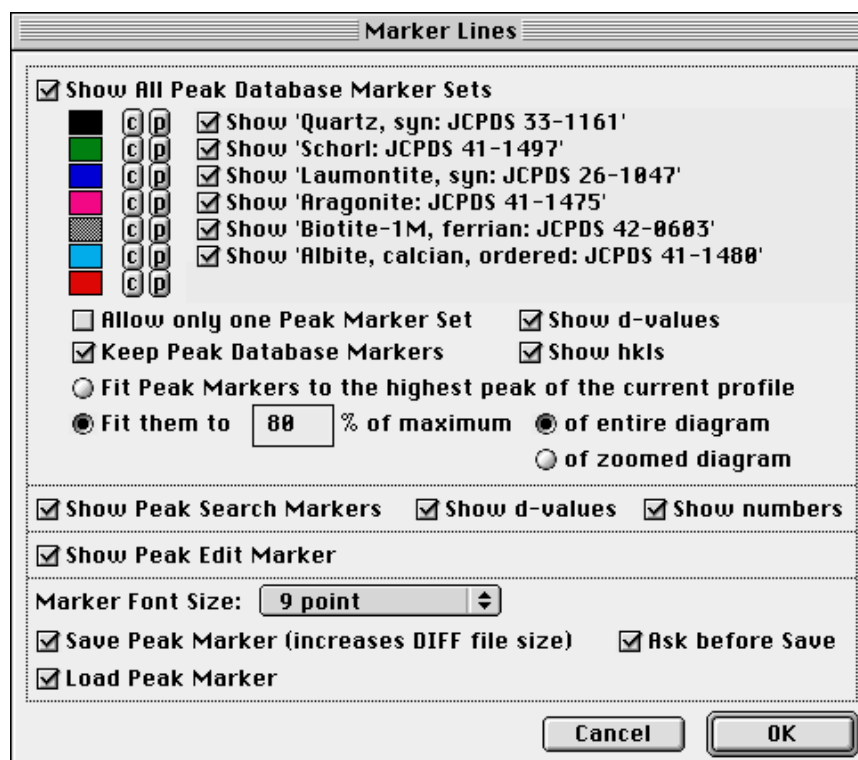 Marker Lines
Show All Peak Database Marker Sets
c p Show 'Quartz, syn: JCPDS 33-1161'
c p Show 'Schorl: JCPDS 41-1497'
c p Show 'Laumontite, syn: JCPDS 26-1047'
c p Show 'Aragonite: JCPDS 41-1475'
c p Show 'Biotite-1M, ferrian: JCPDS 42-0603'
c p Show 'Albite, calcian, ordered: JCPDS 41-1480'
c p
Allow only one Peak Marker Set Show d-values
Keep Peak Database Markers Show hkls
Fit Peak Markers to the highest peak of the current profile
Fit them to 80 % of maximum of entire diagram
of zoomed diagram
Show Peak Search Markers Show d-values Show numbers
Show Peak Edit Marker
Marker Font Size: 9 point
Save Peak Marker (increases DIFF file size) Ask before Save
Load Peak Marker
Cancel OK